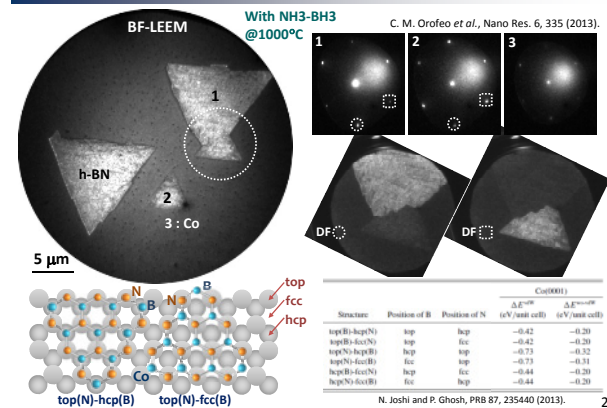 With NH3-BH3
@1000°C
C. M. Orofeo et al., Nano Res. 6, 335 (2013).
BF-LEEM
1
h-BN
2
3 : Co
5 μm
1
2
3
DF
DF
N
B
N
B
top
fcc
hcp
Co
top(N)-hcp(B)
top(N)-fcc(B)
Co(0001)
Structure Position of B Position of N (eV/unit cell) (eV/unit cell)
top(B)-hcp(N) top hcp −0.42 −0.20
top(B)-fcc(N) top fcc −0.42 −0.20
top(N)-hcp(B) hcp top −0.73 −0.32
top(N)-fcc(B) fcc top −0.73 −0.31
hcp(B)-fcc(N) hcp fcc −0.44 −0.20
hcp(N)-fcc(B) fcc hcp −0.44 −0.20
N. Joshi and P. Ghosh, PRB 87, 235440 (2013).
2